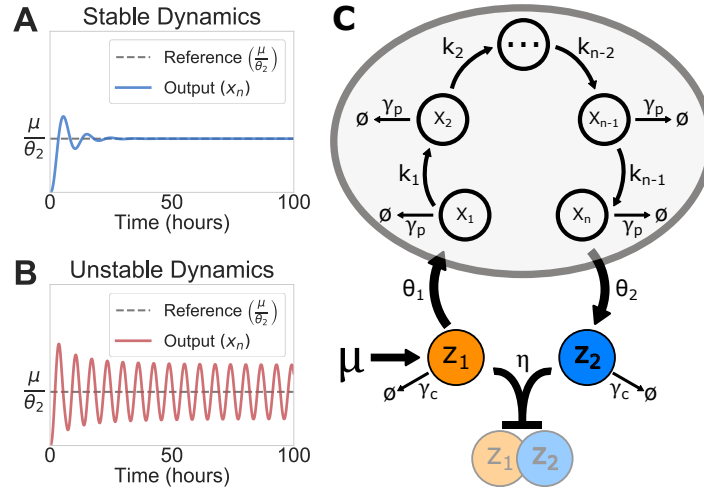 A
Stable Dynamics
Reference (μ/θ₂)
Output (xₙ)
μ/θ₂
0
50
100
Time (hours)
B
Unstable Dynamics
Reference (μ/θ₂)
Output (xₙ)
μ/θ₂
0
50
100
Time (hours)
C
k₂
...
kₙ₋₂
ø
γₚ
x₂
xₙ₋₁
γₚ
ø
k₁
kₙ₋₁
ø
γₚ
x₁
xₙ
γₚ
ø
θ₁
θ₂
μ
z₁
η
z₂
ø
γ_c
γ_c
ø
z₁
z₂